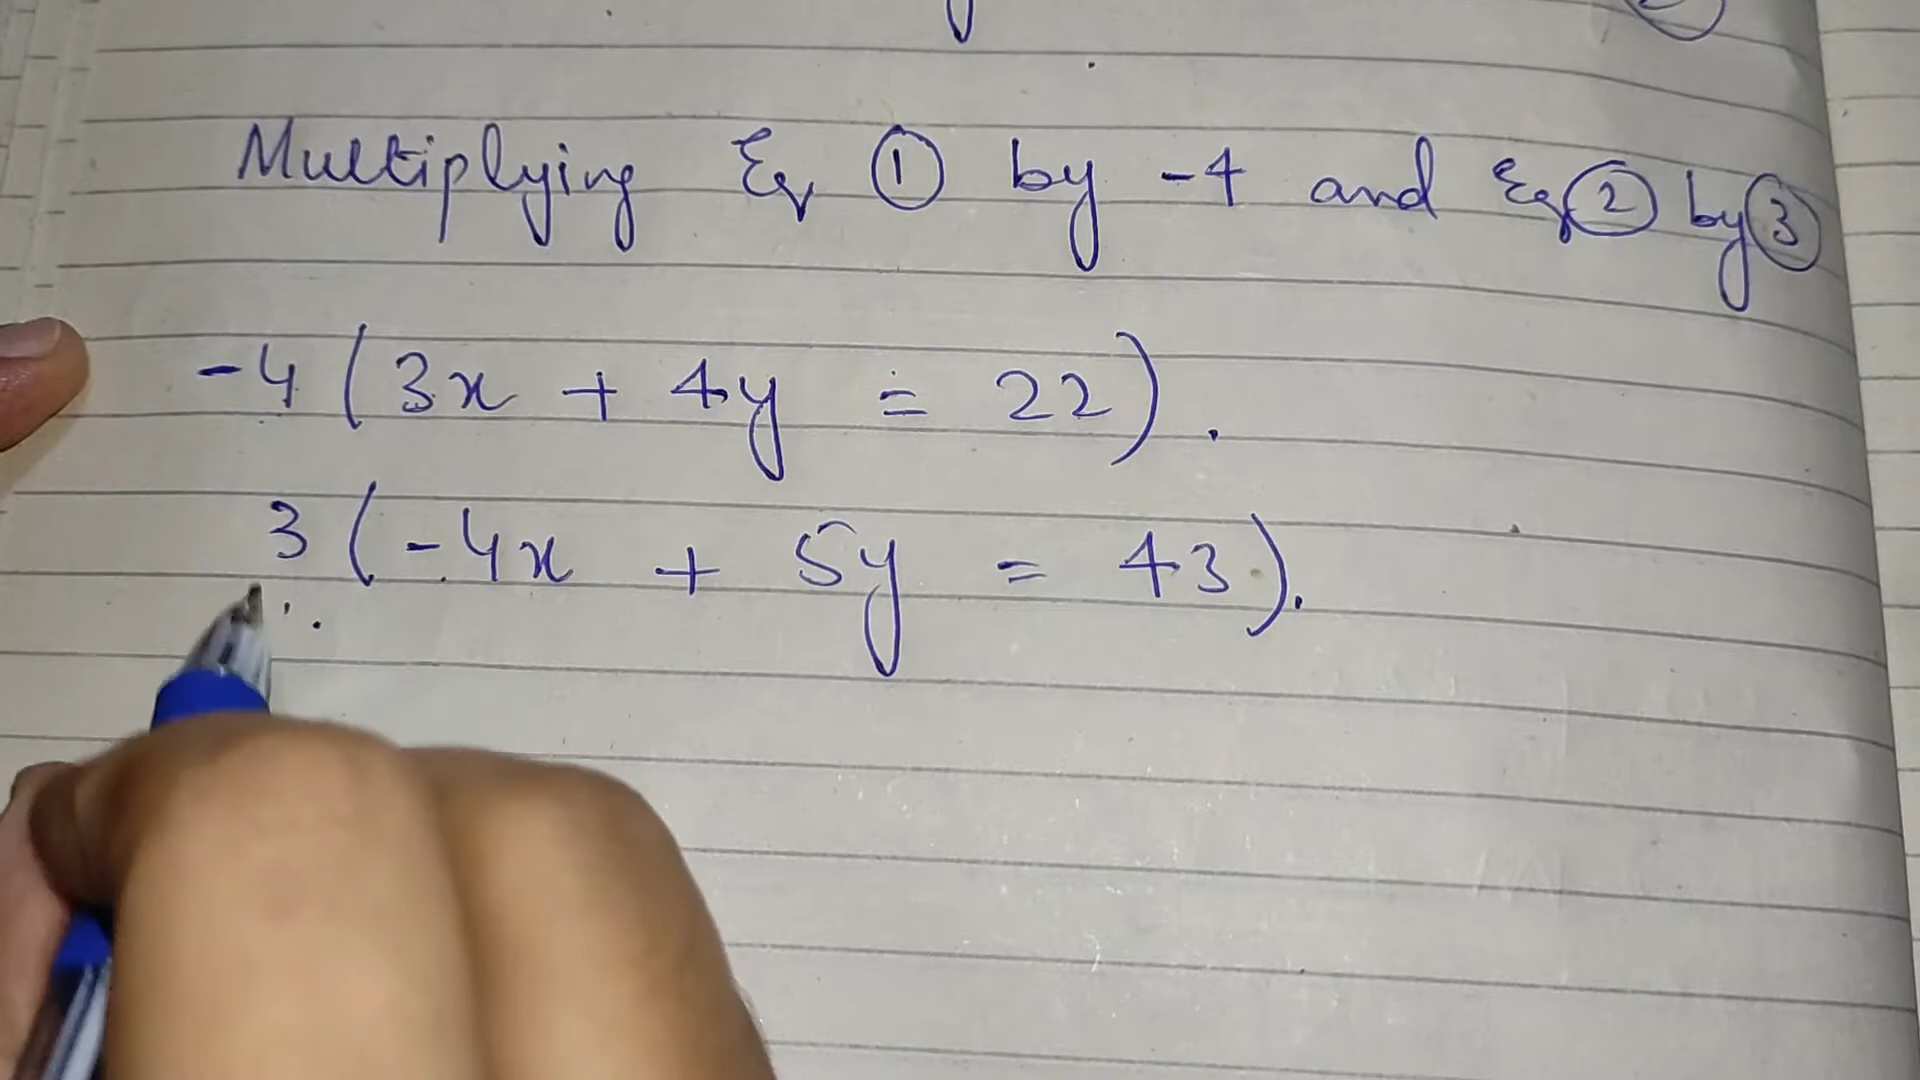 Multiplying Eq ① by -4 and Eq ② by ③
-4 ( 3x + 4y = 22 ) .
3 ( -4x + 5y = 43 ) .